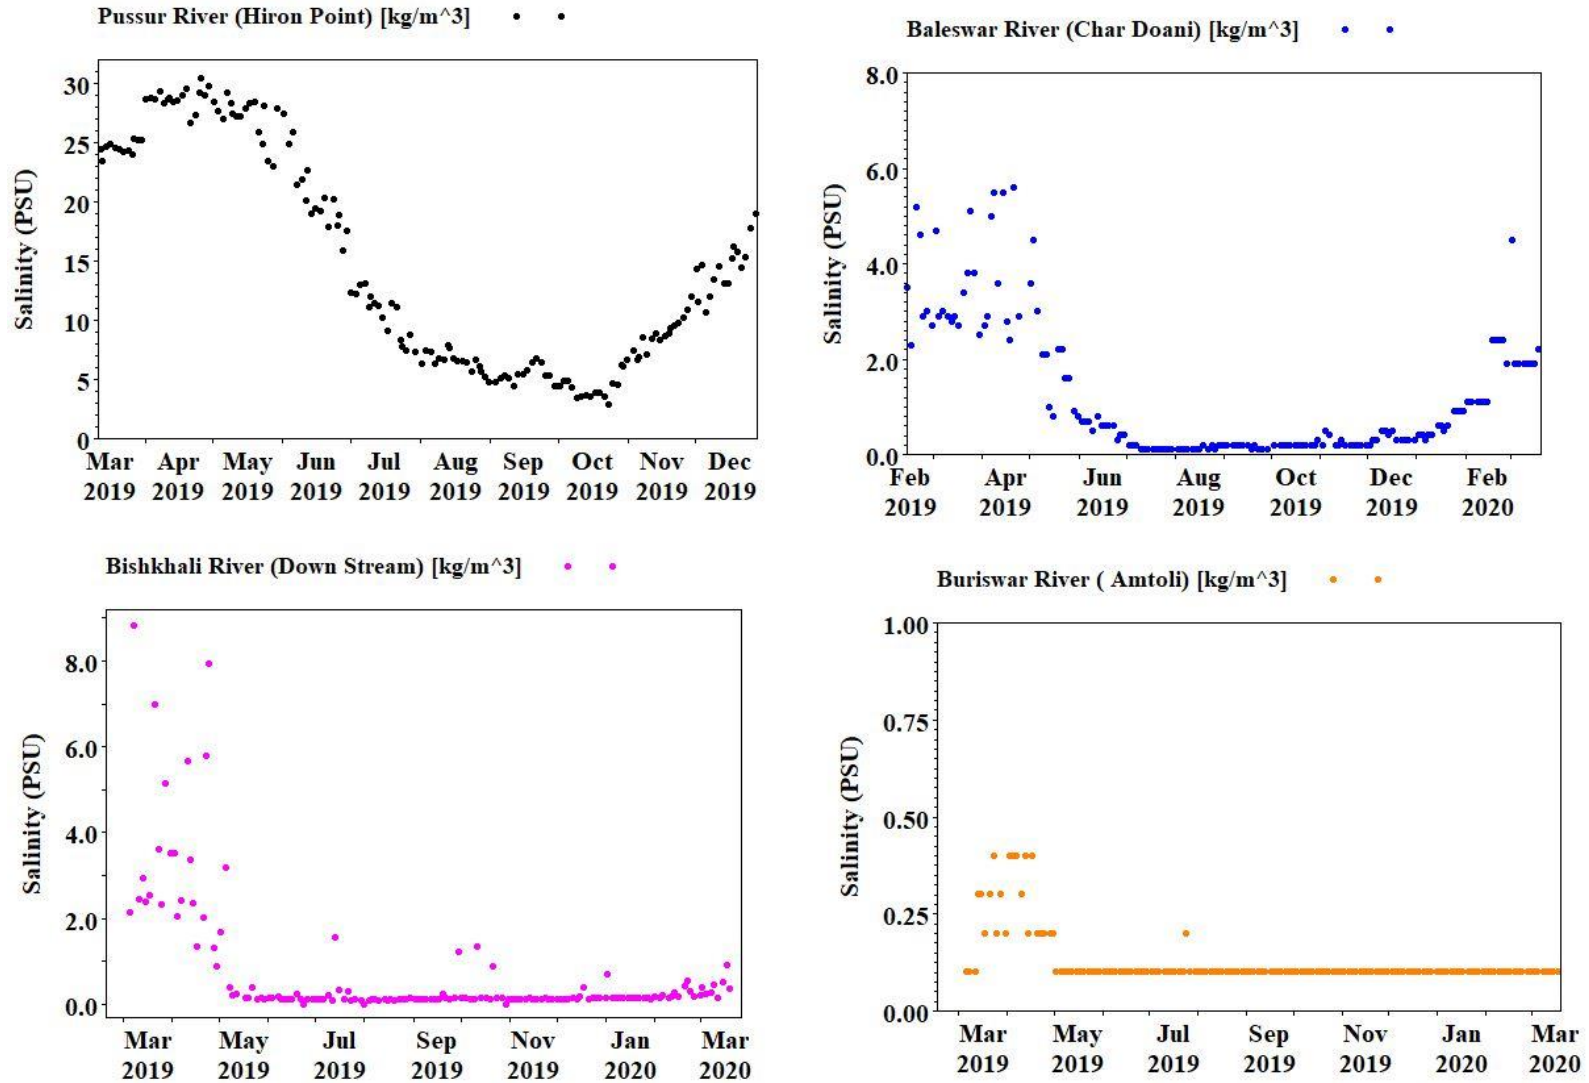 Pussur River (Hiron Point) [kg/m^3]
Salinity (PSU)
30
25
20
15
10
5
0
Mar Apr May Jun Jul Aug Sep Oct Nov Dec
2019 2019 2019 2019 2019 2019 2019 2019 2019 2019
Baleswar River (Char Doani) [kg/m^3]
Salinity (PSU)
8.0
6.0
4.0
2.0
0.0
Feb Apr Jun Aug Oct Dec Feb
2019 2019 2019 2019 2019 2019 2020
Bishkhali River (Down Stream) [kg/m^3]
Salinity (PSU)
8.0
6.0
4.0
2.0
0.0
Mar May Jul Sep Nov Jan Mar
2019 2019 2019 2019 2019 2020 2020
Buriswar River ( Amtoli) [kg/m^3]
Salinity (PSU)
1.00
0.75
0.50
0.25
0.00
Mar May Jul Sep Nov Jan Mar
2019 2019 2019 2019 2019 2020 2020